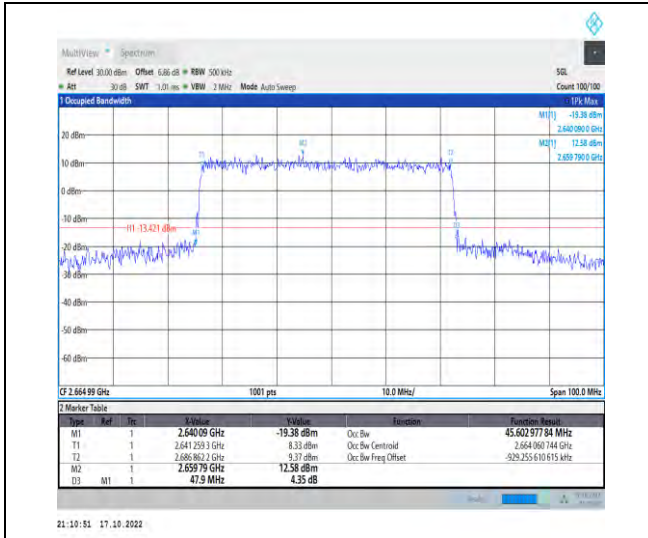 MultiView Spectrum
Ref Level 30.00 dBm Offset 6.86 dB RBW 500 kHz SGL
Att 30 dB SWT 1.01 ms VBW 2 MHz Mode Auto Sweep Count 100/100
1 Occupied Bandwidth 1Pk Max
M1[1] -19.38 dBm
2.640 090 0 GHz
M2[1] 12.58 dBm
2.659 790 0 GHz
20 dBm
10 dBm
0 dBm
-10 dBm
H1 -13.421 dBm
-20 dBm
-30 dBm
-40 dBm
-50 dBm
-60 dBm
T1
M2
T2
M1
D3
CF 2.664 99 GHz 1001 pts 10.0 MHz/ Span 100.0 MHz
2 Marker Table
Type Ref Trc X-Value Y-Value Function Function Result
M1 1 2.640 09 GHz -19.38 dBm Occ Bw 45.602 977 84 MHz
T1 1 2.641 259 3 GHz 8.33 dBm Occ Bw Centroid 2.664 060 744 GHz
T2 1 2.686 862 2 GHz 9.37 dBm Occ Bw Freq Offset -929.255 610 615 kHz
M2 1 2.659 79 GHz 12.58 dBm
D3 M1 1 47.9 MHz 4.35 dB
21:10:51 17.10.2022